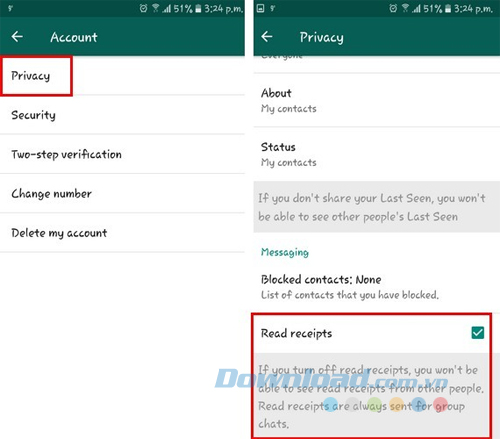 51% 3:24 p.m.
Account
Privacy
Security
Two-step verification
Change number
Delete my account
51% 3:24 p.m.
Privacy
Everyone
About
My contacts
Status
My contacts
If you don't share your Last Seen, you won't
be able to see other people's Last Seen
Messaging
Blocked contacts: None
List of contacts that you have blocked.
Read receipts
If you turn off read receipts, you won't be
able to see read receipts from other people.
Read receipts are always sent for group
chats.
Download.com.vn